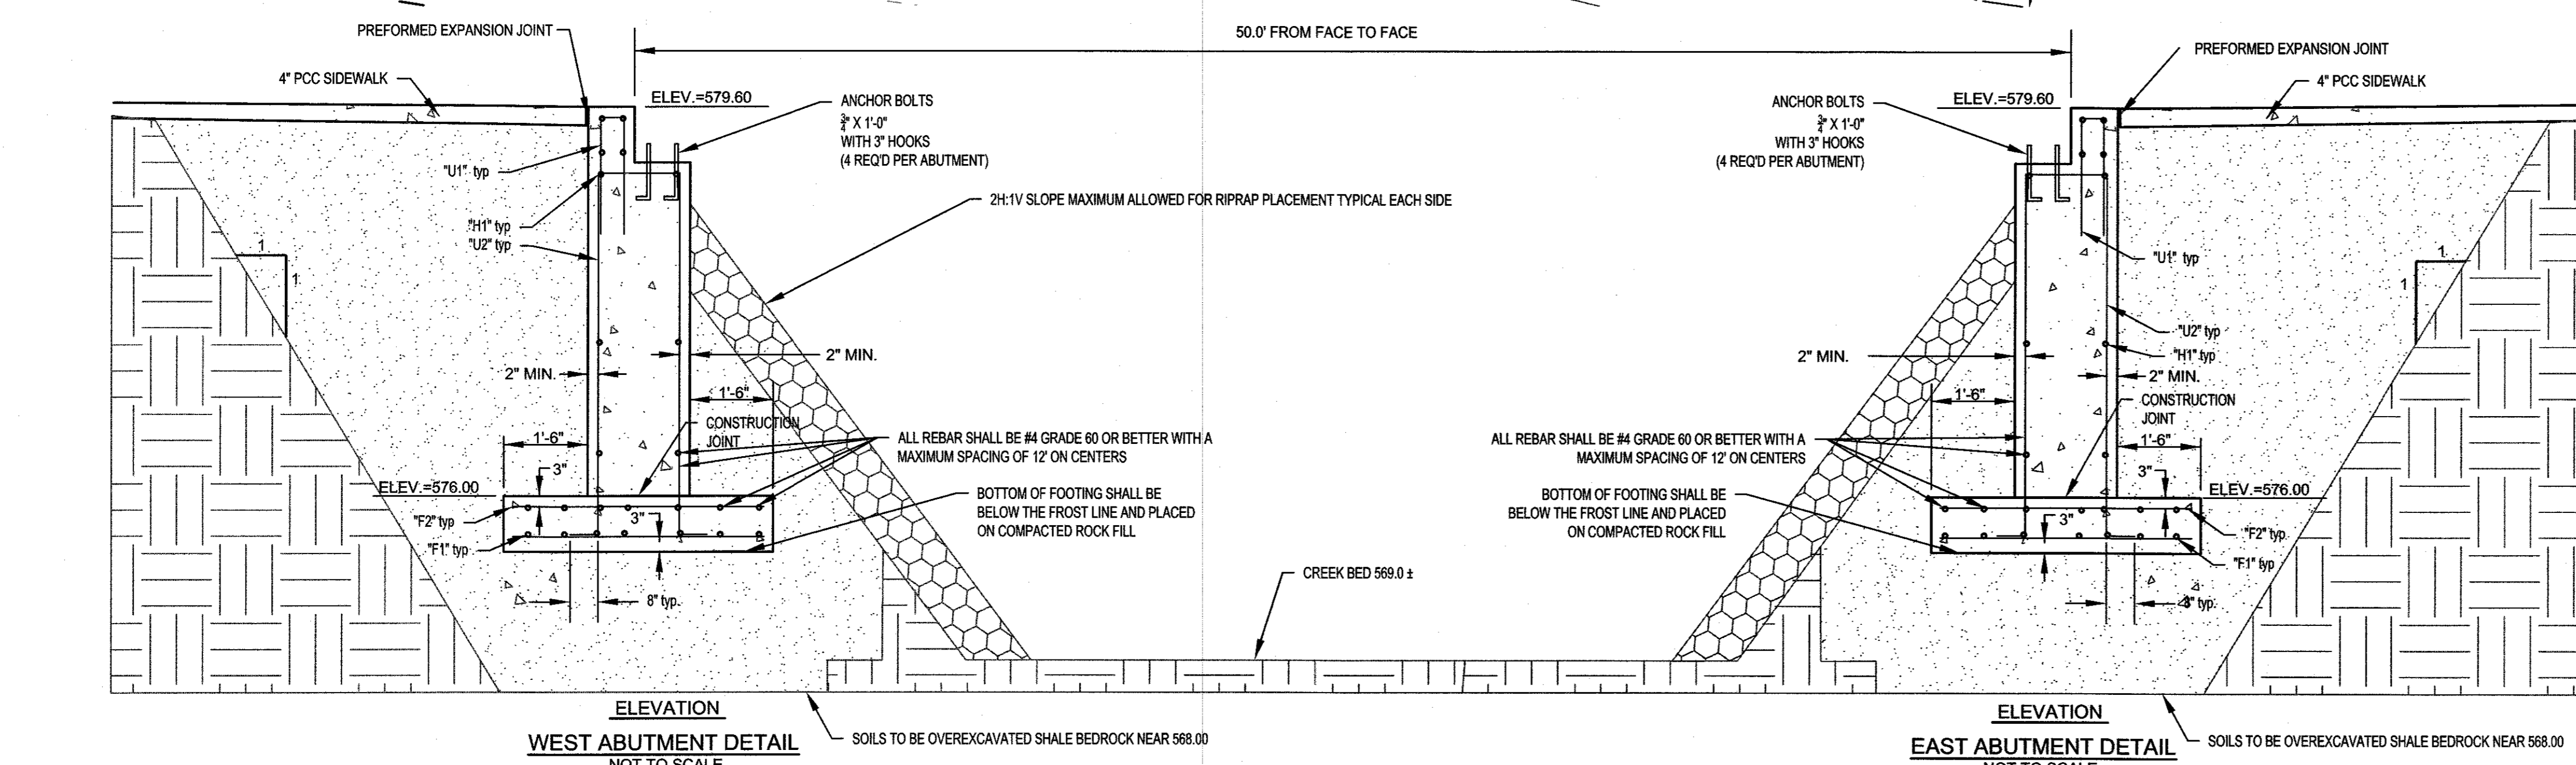 50.0' FROM FACE TO FACE
PREFORMED EXPANSION JOINT
4" PCC SIDEWALK
ELEV.=579.60
ANCHOR BOLTS
3/4" X 1'-0"
WITH 3" HOOKS
(4 REQ'D PER ABUTMENT)
"U1" typ
"H1" typ
"U2" typ
2H:1V SLOPE MAXIMUM ALLOWED FOR RIPRAP PLACEMENT TYPICAL EACH SIDE
1
1
2" MIN.
2" MIN.
1'-6"
CONSTRUCTION
JOINT
1'-6"
3"
ALL REBAR SHALL BE #4 GRADE 60 OR BETTER WITH A
MAXIMUM SPACING OF 12' ON CENTERS
ELEV.=576.00
"F2" typ
3"
"F1" typ
BOTTOM OF FOOTING SHALL BE
BELOW THE FROST LINE AND PLACED
ON COMPACTED ROCK FILL
8" typ.
CREEK BED 569.0 ±
ELEVATION
WEST ABUTMENT DETAIL
NOT TO SCALE
SOILS TO BE OVEREXCAVATED SHALE BEDROCK NEAR 568.00
PREFORMED EXPANSION JOINT
4" PCC SIDEWALK
ANCHOR BOLTS
3/4" X 1'-0"
WITH 3" HOOKS
(4 REQ'D PER ABUTMENT)
ELEV.=579.60
"U1" typ
1
1
"U2" typ
"H1" typ
2" MIN.
2" MIN.
1'-6"
CONSTRUCTION
JOINT
1'-6"
3"
ALL REBAR SHALL BE #4 GRADE 60 OR BETTER WITH A
MAXIMUM SPACING OF 12' ON CENTERS
ELEV.=576.00
BOTTOM OF FOOTING SHALL BE
BELOW THE FROST LINE AND PLACED
ON COMPACTED ROCK FILL
3"
"F2" typ
"F1" typ
typ.
ELEVATION
EAST ABUTMENT DETAIL
NOT TO SCALE
SOILS TO BE OVEREXCAVATED SHALE BEDROCK NEAR 568.00